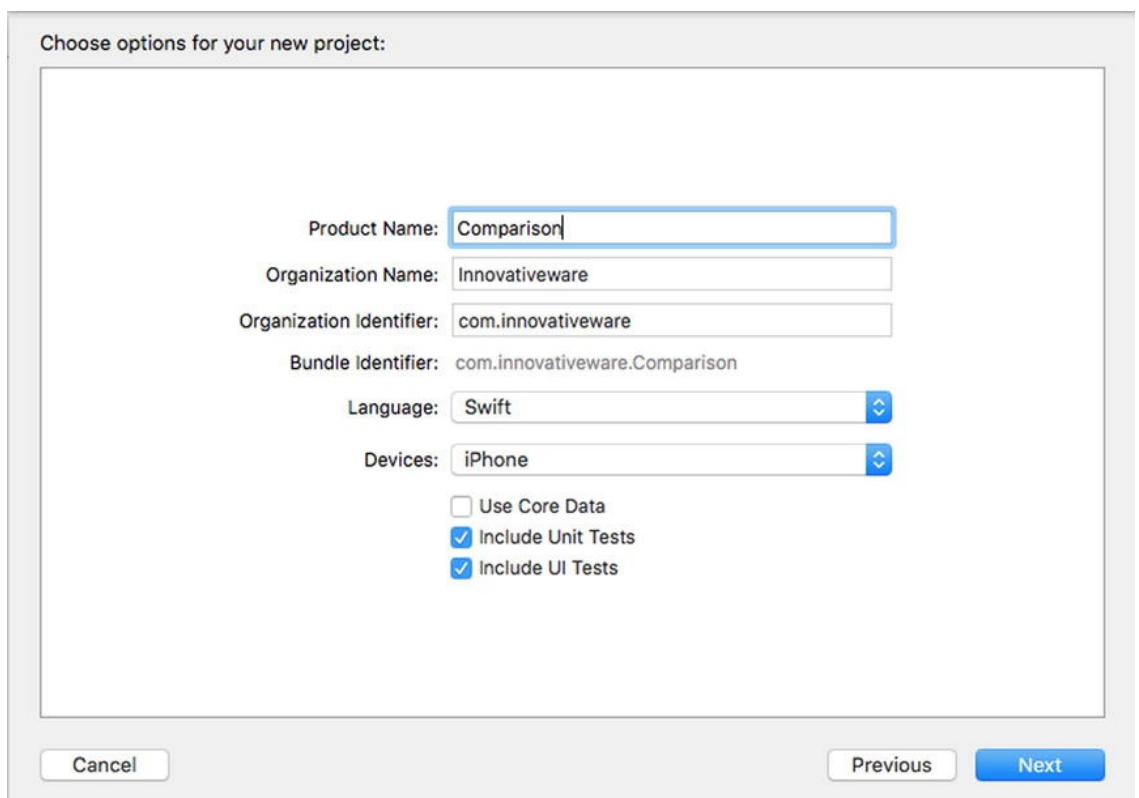 Choose options for your new project:
Product Name: Comparison
Organization Name: Innovativeware
Organization Identifier: com.innovativeware
Bundle Identifier: com.innovativeware.Comparison
Language: Swift
Devices: iPhone
Use Core Data
Include Unit Tests
Include UI Tests
Cancel Previous Next